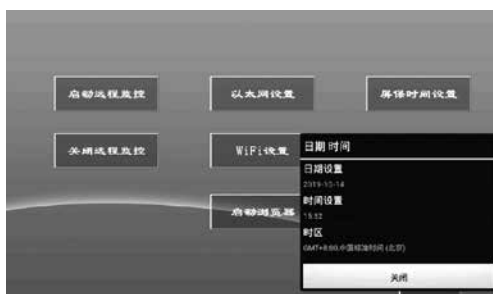 启动远程监控
以太网设置
屏保时间设置
关闭远程监控
WiFi设置
启动浏览器
日期 时间
日期设置
2019-10-14
时间设置
15:52
时区
GMT+8:00,中国标准时间 (北京)
关闭